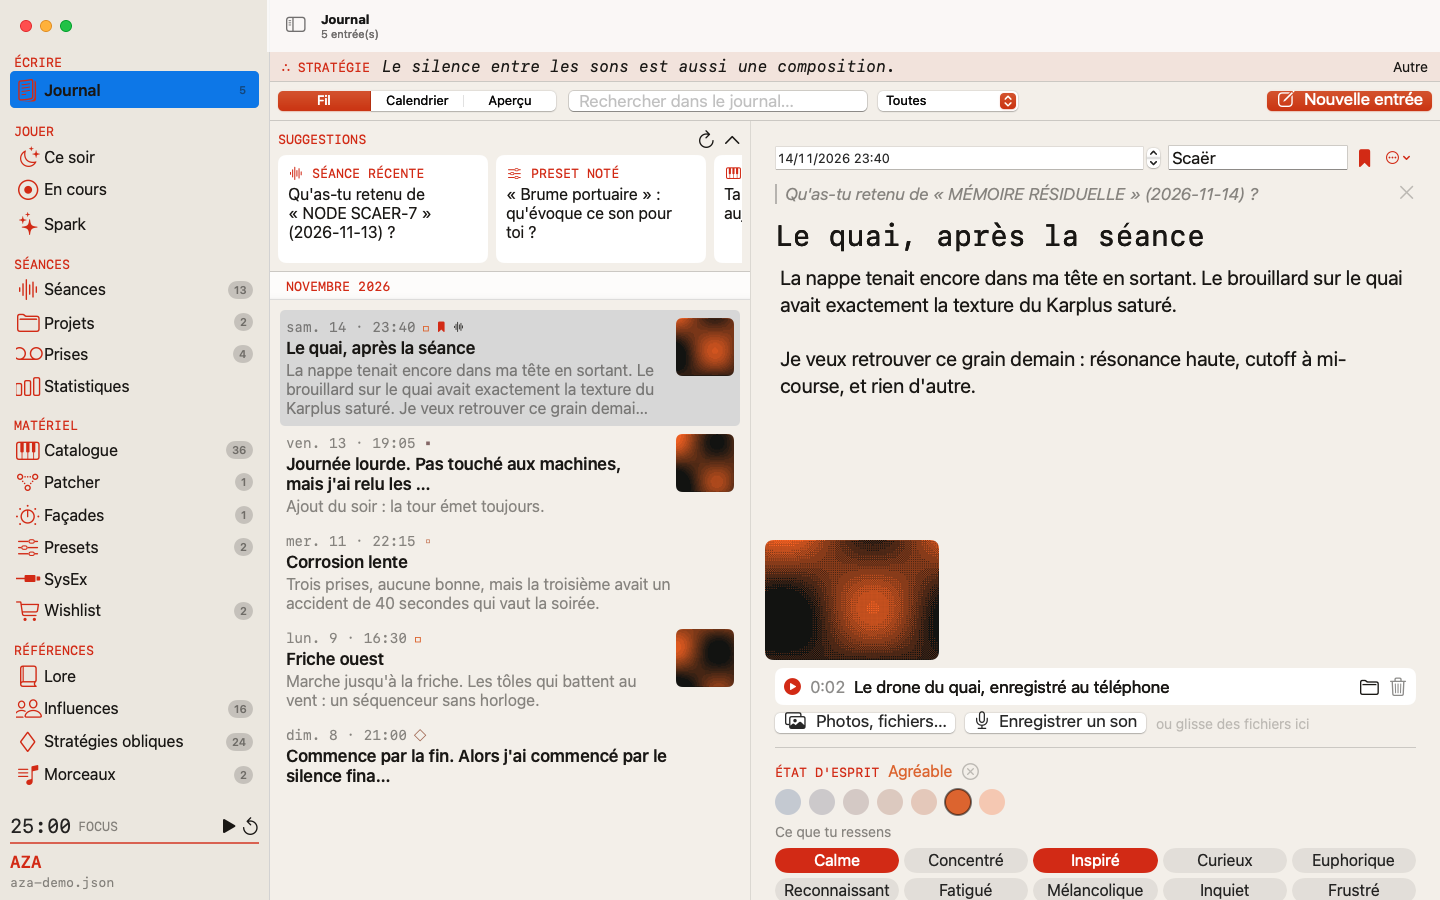 Journal
5 entrée(s)
ÉCRIRE
Journal
5
JOUER
Ce soir
En cours
Spark
SÉANCES
Séances
13
Projets
2
Prises
4
Statistiques
MATÉRIEL
Catalogue
36
Patcher
1
Façades
1
Presets
2
SysEx
Wishlist
2
RÉFÉRENCES
Lore
Influences
16
Stratégies obliques
24
Morceaux
2
25:00 FOCUS
AZA
aza-demo.json
STRATÉGIE Le silence entre les sons est aussi une composition.
Autre
Fil
Calendrier
Aperçu
Rechercher dans le journal...
Toutes
Nouvelle entrée
SUGGESTIONS
SÉANCE RÉCENTE
Qu'as-tu retenu de
« NODE SCAER-7 »
(2026-11-13) ?
PRESET NOTÉ
« Brume portuaire » :
qu'évoque ce son pour
toi ?
Ta
NOVEMBRE 2026
sam. 14 · 23:40
Le quai, après la séance
La nappe tenait encore dans ma tête en sortant. Le
brouillard sur le quai avait exactement la texture du
Karplus saturé. Je veux retrouver ce grain demai...
ven. 13 · 19:05
Journée lourde. Pas touché aux machines,
mais j'ai relu les ...
Ajout du soir : la tour émet toujours.
mer. 11 · 22:15
Corrosion lente
Trois prises, aucune bonne, mais la troisième avait un
accident de 40 secondes qui vaut la soirée.
lun. 9 · 16:30
Friche ouest
Marche jusqu'à la friche. Les tôles qui battent au
vent : un séquenceur sans horloge.
dim. 8 · 21:00
Commence par la fin. Alors j'ai commencé par le
silence fina...
14/11/2026 23:40
Scaër
Qu'as-tu retenu de « MÉMOIRE RÉSIDUELLE » (2026-11-14) ?
Le quai, après la séance
La nappe tenait encore dans ma tête en sortant. Le brouillard sur le quai
avait exactement la texture du Karplus saturé.
Je veux retrouver ce grain demain : résonance haute, cutoff à mi-
course, et rien d'autre.
0:02 Le drone du quai, enregistré au téléphone
Photos, fichiers...
Enregistrer un son
ou glisse des fichiers ici
ÉTAT D'ESPRIT Agréable
Ce que tu ressens
Calme
Concentré
Inspiré
Curieux
Euphorique
Reconnaissant
Fatigué
Mélancolique
Inquiet
Frustré